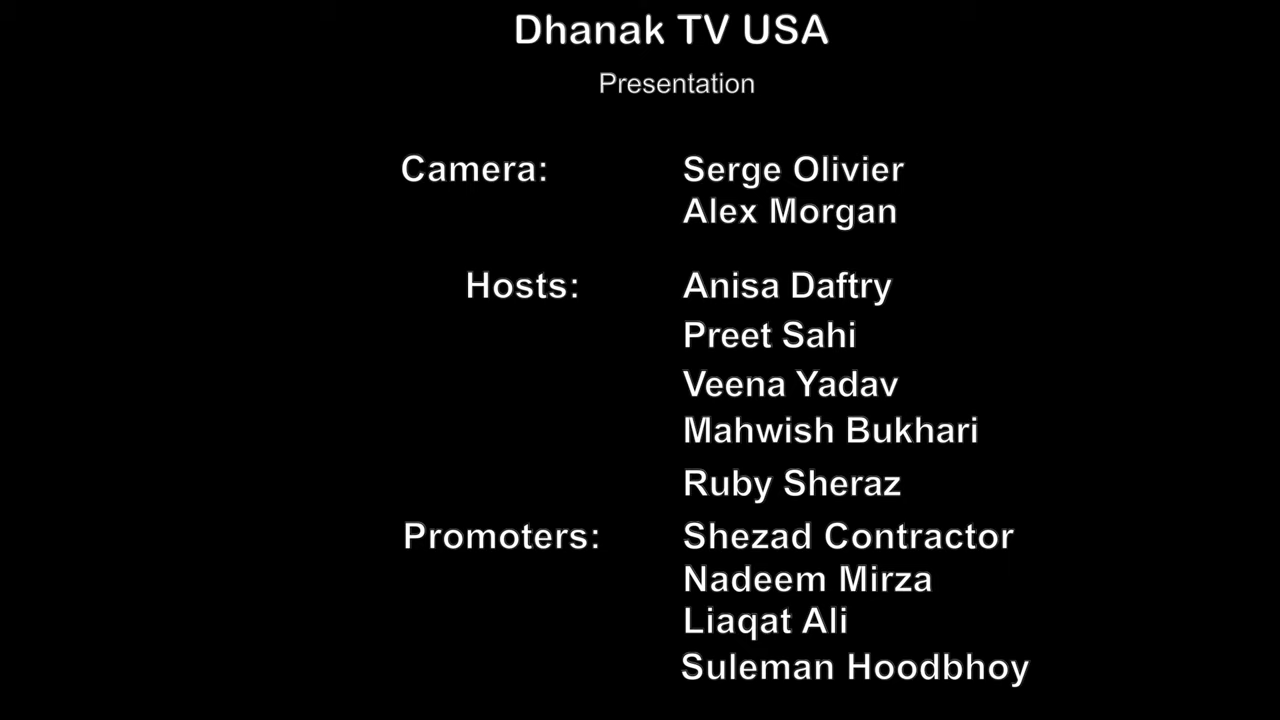 Dhanak TV USA
Presentation
Camera: Serge Olivier
Alex Morgan
Hosts: Anisa Daftry
Preet Sahi
Veena Yadav
Mahwish Bukhari
Ruby Sheraz
Promoters: Shezad Contractor
Nadeem Mirza
Liaqat Ali
Suleman Hoodbhoy